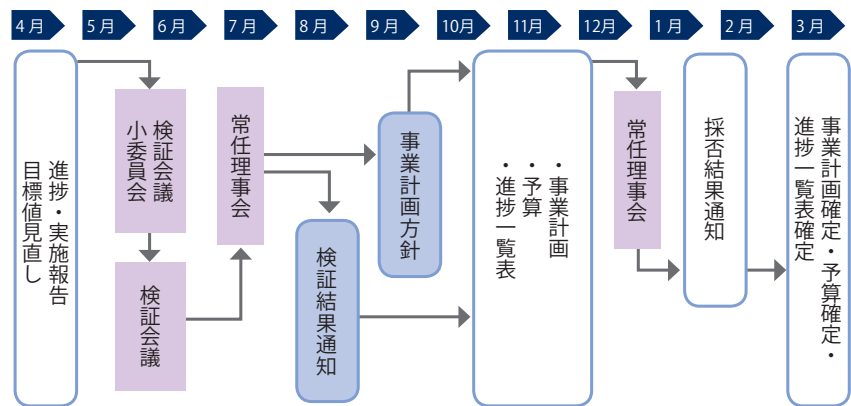 4月
5月
6月
7月
8月
9月
10月
11月
12月
1月
2月
3月
進捗・実施報告
目標値見直し
検証会議
小委員会
検証会議
常任理事会
検証結果通知
事業計画方針
・事業計画
・予算
・進捗一覧表
常任理事会
採否結果通知
事業計画確定・予算確定・
進捗一覧表確定